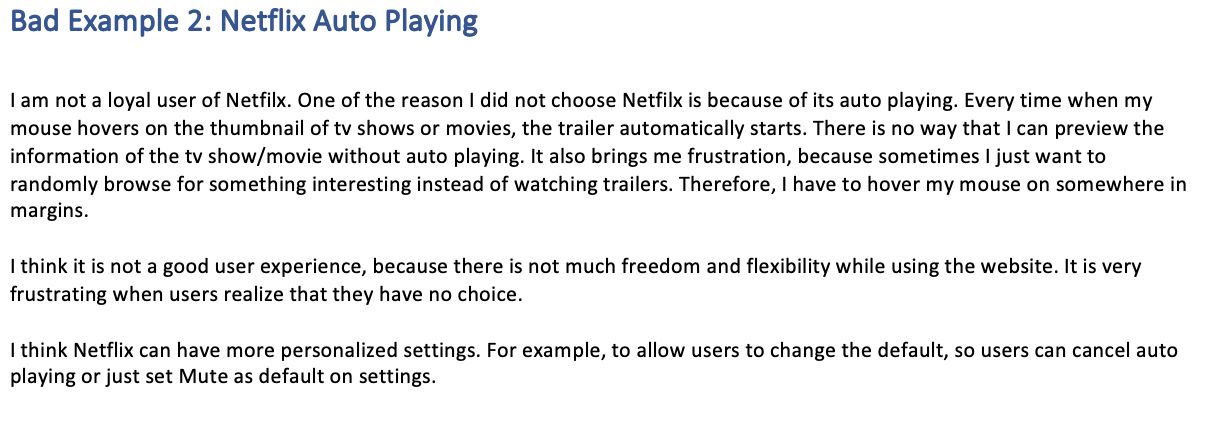 Bad Example 2: Netflix Auto Playing
I am not a loyal user of Netfilx. One of the reason I did not choose Netfilx is because of its auto playing. Every time when my
mouse hovers on the thumbnail of tv shows or movies, the trailer automatically starts. There is no way that I can preview the
information of the tv show/movie without auto playing. It also brings me frustration, because sometimes I just want to
randomly browse for something interesting instead of watching trailers. Therefore, I have to hover my mouse on somewhere in
margins.
I think it is not a good user experience, because there is not much freedom and flexibility while using the website. It is very
frustrating when users realize that they have no choice.
I think Netflix can have more personalized settings. For example, to allow users to change the default, so users can cancel auto
playing or just set Mute as default on settings.